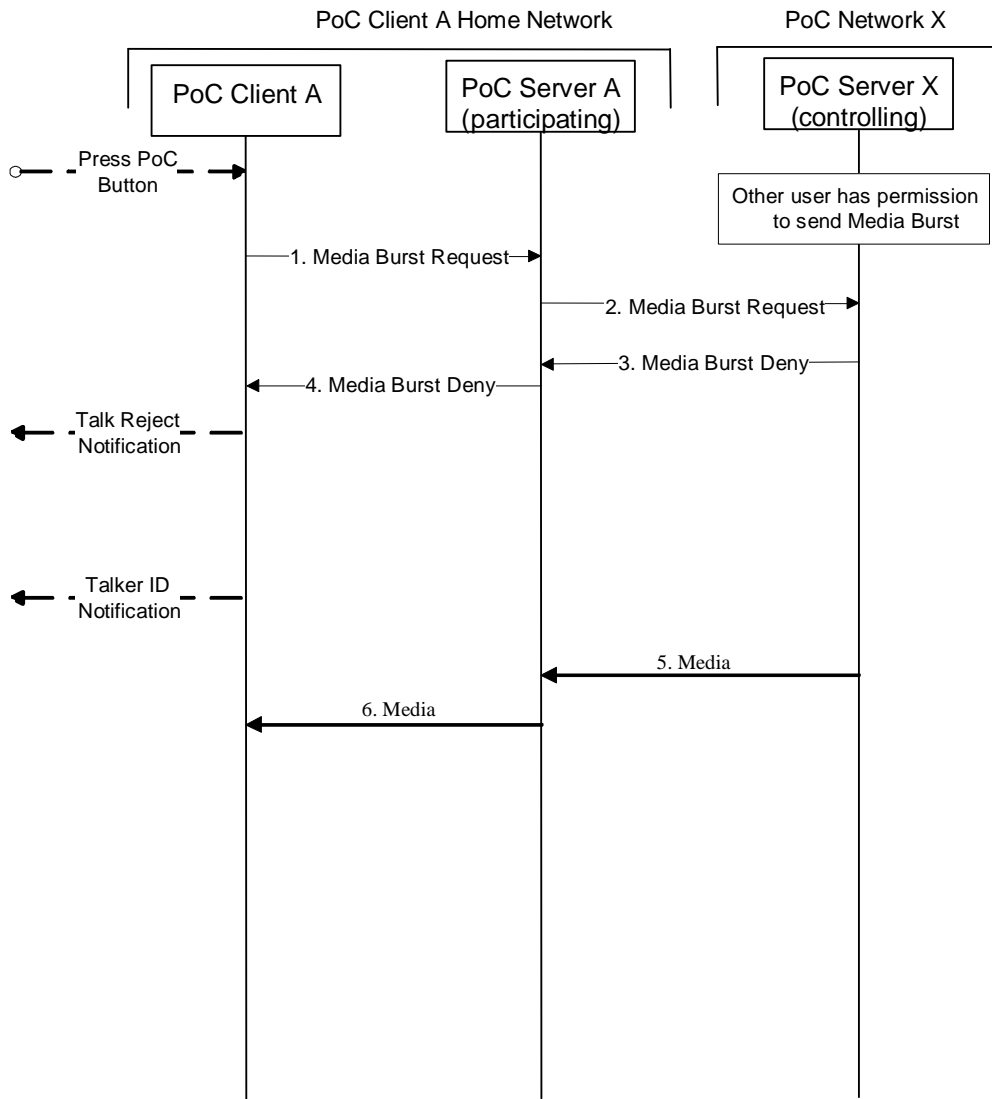 PoC Client A Home Network
PoC Network X
PoC Client A
PoC Server A
(participating)
PoC Server X
(controlling)
Press PoC
Button
Other user has permission
to send Media Burst
1. Media Burst Request
2. Media Burst Request
3. Media Burst Deny
4. Media Burst Deny
Talk Reject
Notification
Talker ID
Notification
5. Media
6. Media